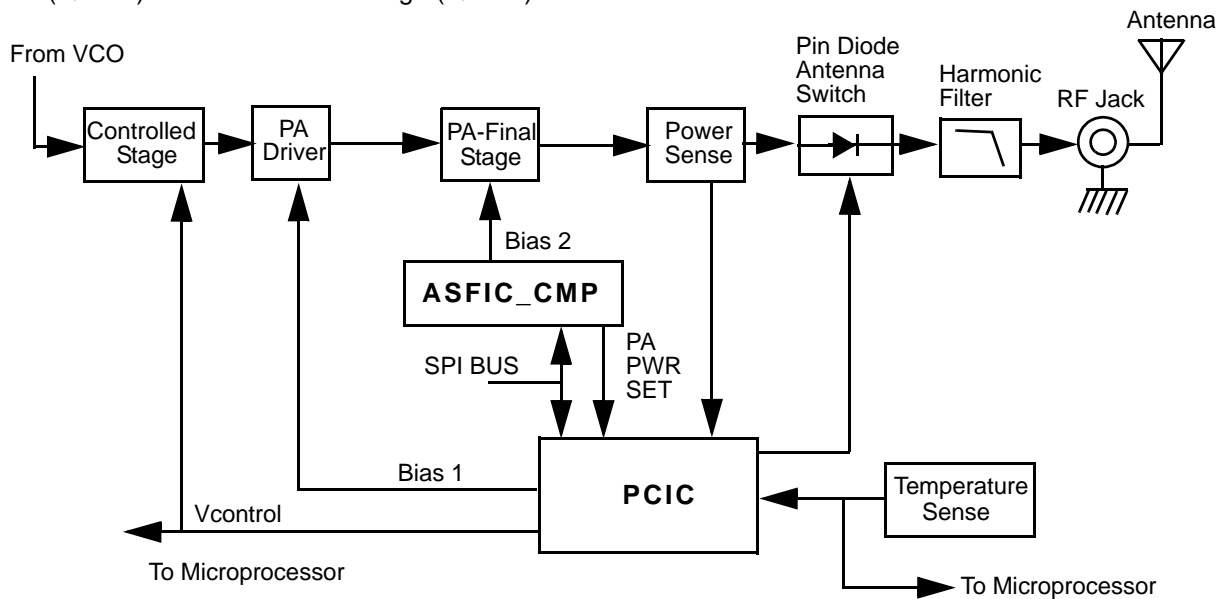 Antenna
From VCO
Pin Diode
Antenna
Switch
Harmonic
Filter
RF Jack
Controlled
Stage
PA
Driver
PA-Final
Stage
Power
Sense
Bias 2
ASFIC_CMP
SPI BUS
PA
PWR
SET
Bias 1
PCIC
Temperature
Sense
Vcontrol
To Microprocessor
To Microprocessor